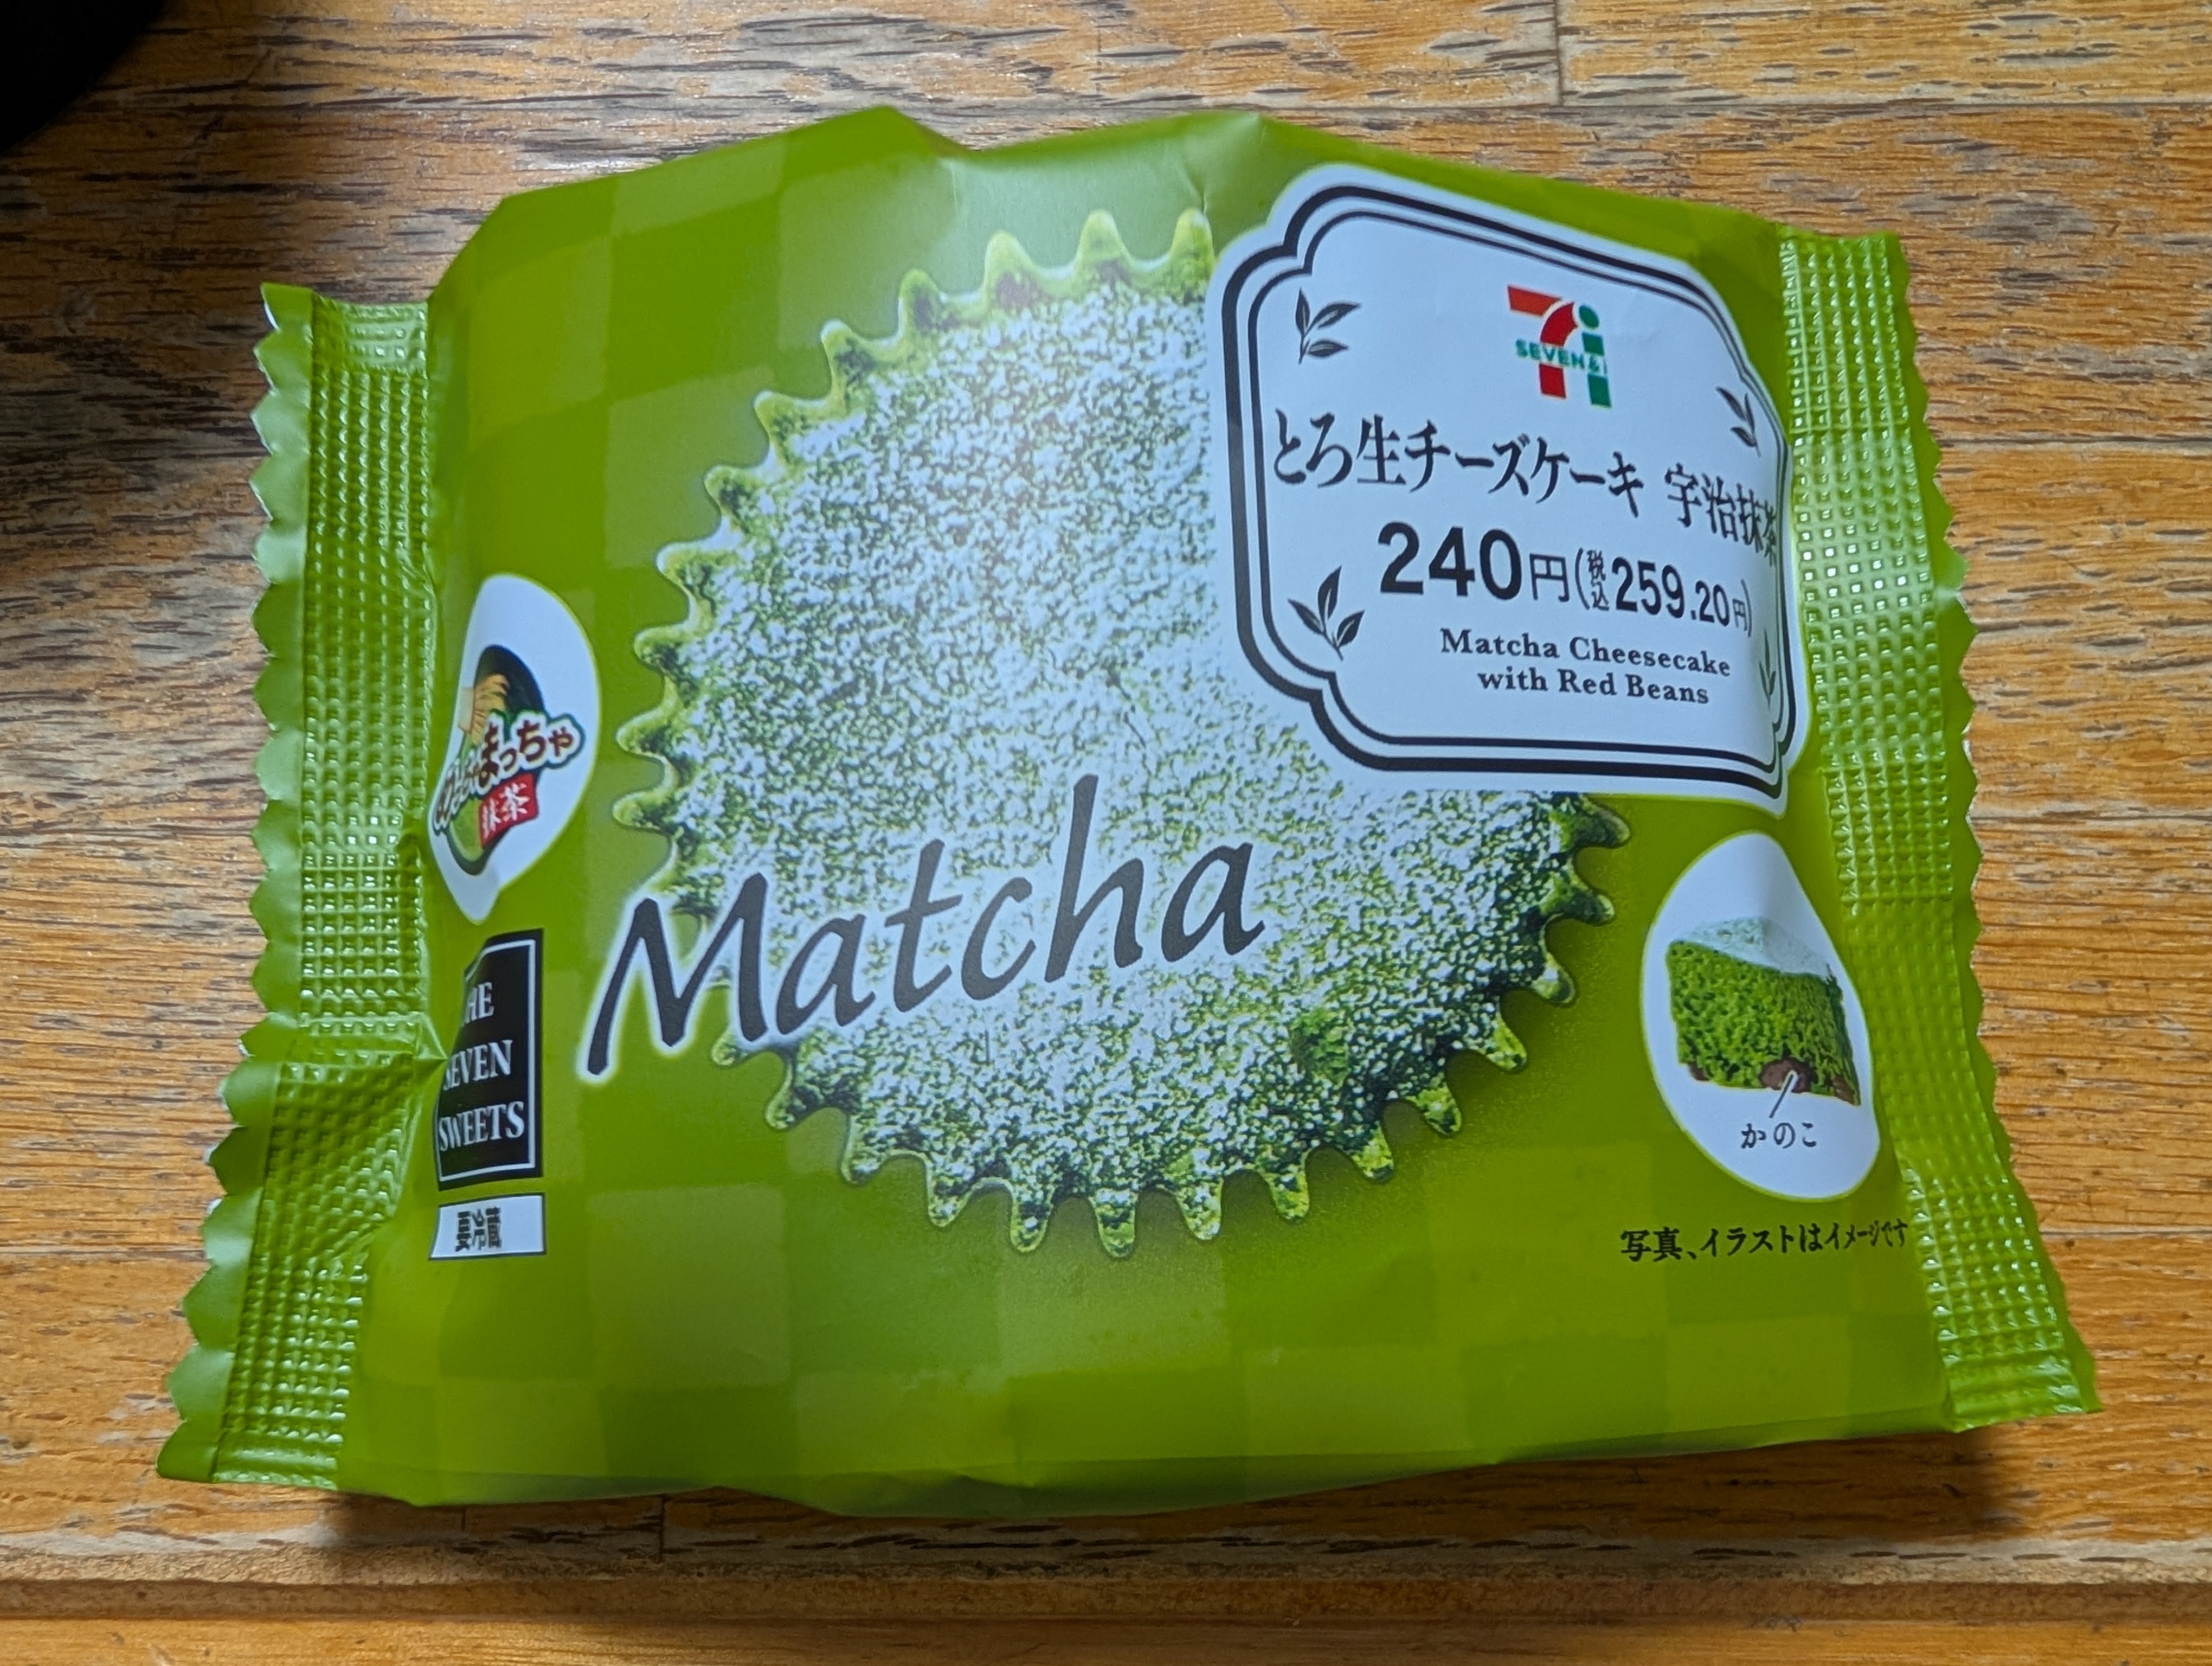 SEVEN & i
とろ生チーズケーキ 宇治抹茶
240円(税込259.20円)
Matcha Cheesecake
with Red Beans
まっちゃ
抹茶
Matcha
THE
SEVEN
SWEETS
要冷蔵
かのこ
写真、イラストはイメージです